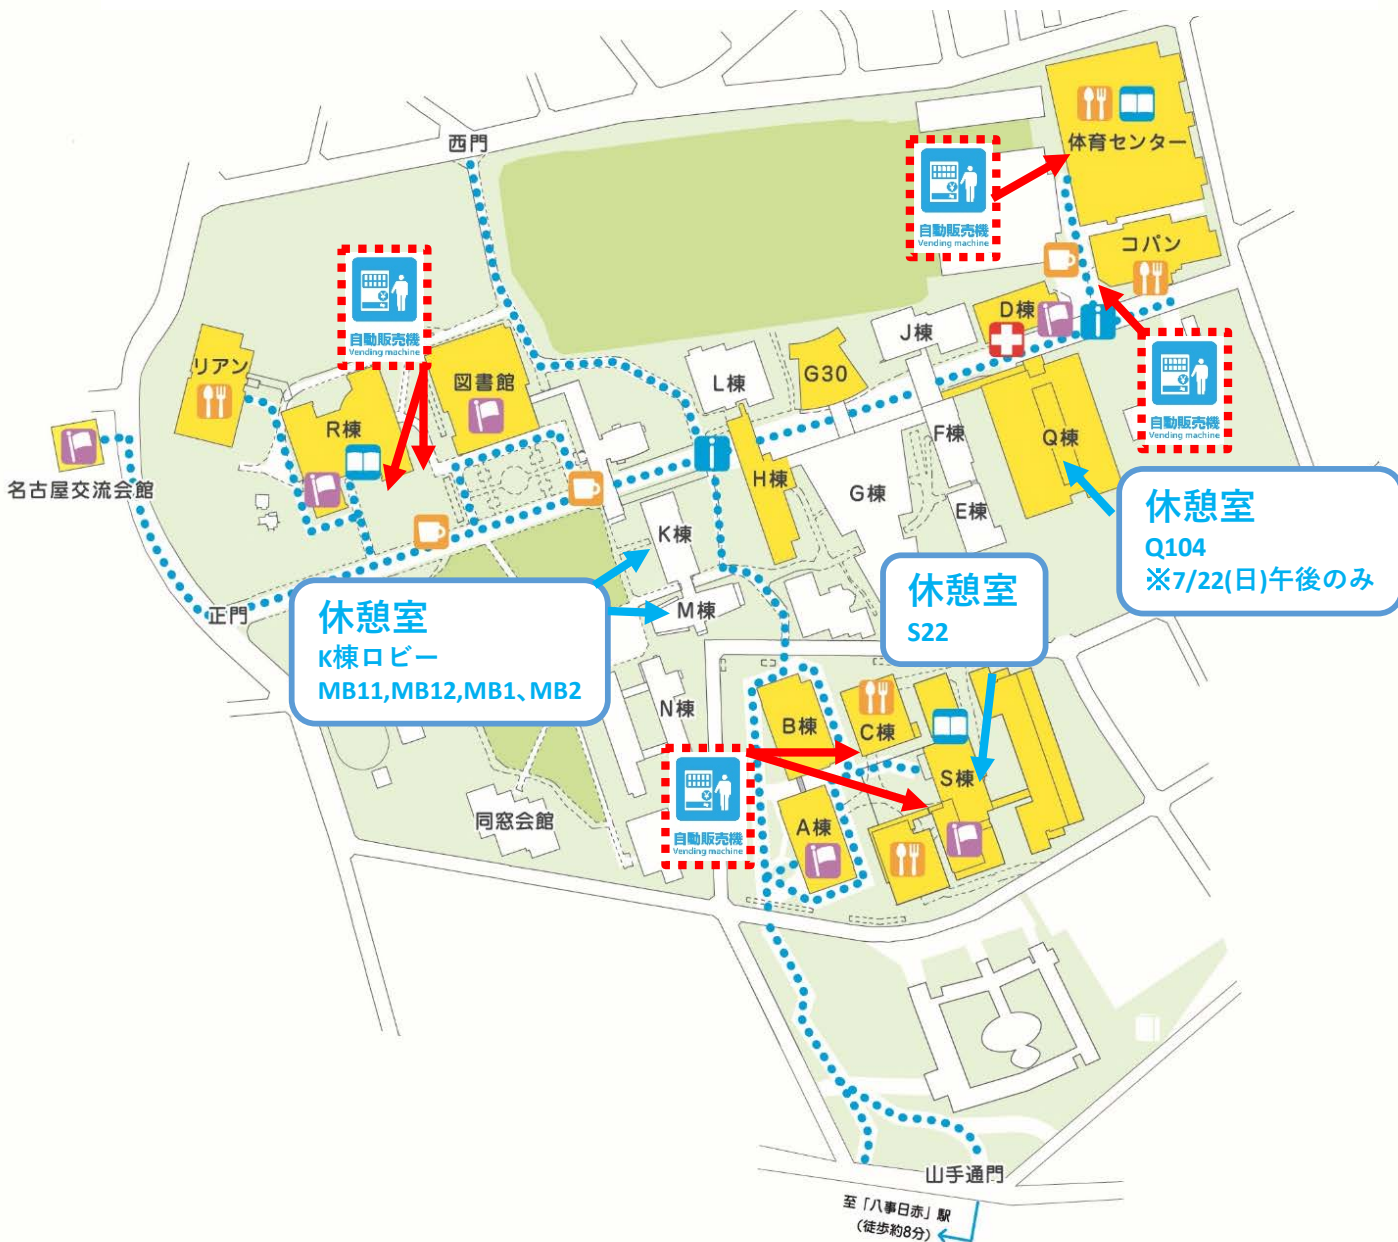 西門
体育センター
自動販売機
Vending machine
コパン
自動販売機
Vending machine
D棟
J棟
リアン
図書館
L棟
G30
自動販売機
Vending machine
R棟
F棟
Q棟
名古屋交流会館
H棟
G棟
E棟
休憩室
Q104
※7/22(日)午後のみ
K棟
休憩室
S22
正門
休憩室
K棟ロビー
MB11,MB12,MB1、MB2
M棟
N棟
B棟
C棟
S棟
自動販売機
Vending machine
同窓会館
A棟
山手通門
至「八事日赤」駅
(徒歩約8分)